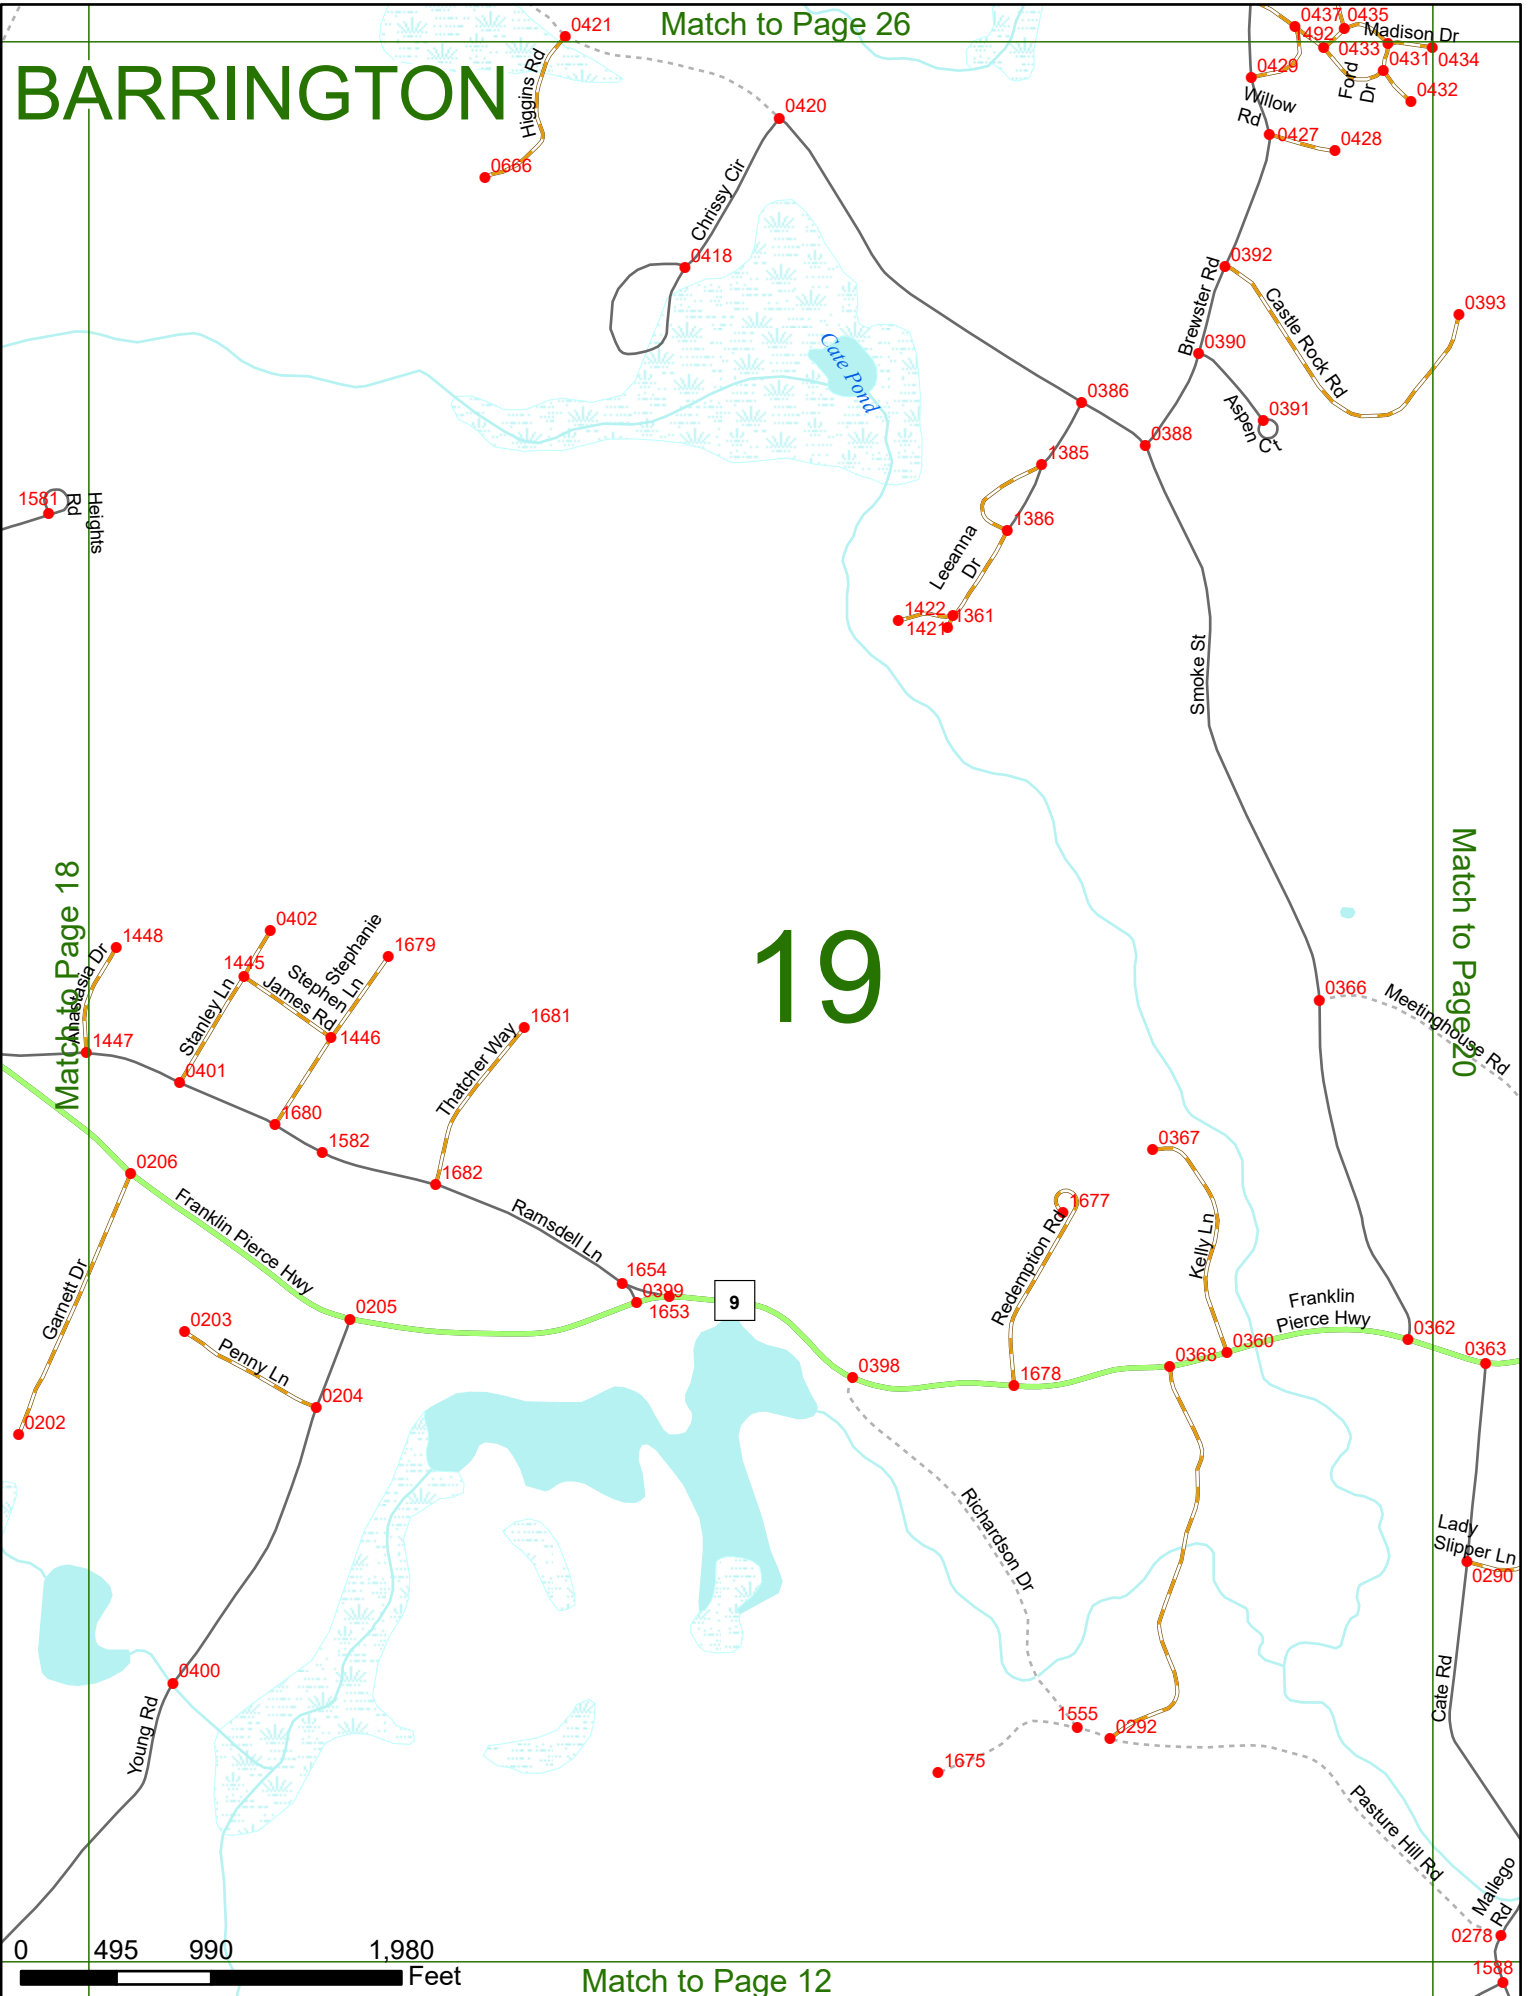 Match to Page 26
BARRINGTON
0421
Higgins Rd
0666
0420
Chrissy Cir
0418
0437
0435
Madison Dr
492
0433
0431
0434
0429
Ford
Dr
0432
Willow
Rd
0427
0428
0392
Brewster Rd
Castle Rock Rd
0393
0390
Cate Pond
0386
Aspen
Ct
0391
0388
1385
1581
Heights
Rd
1386
Leeanna
Dr
1422
1361
1421
Smoke St
Match to Page 18
Match to Page 20
19
1448
Anastasia Dr
1447
0402
1445
Stanley Ln
Stephen
James Rd
Stephanie
Ln
1679
1446
0401
1680
1582
1681
Thatcher Way
1682
0366
Meetinghouse Rd
0206
Franklin Pierce Hwy
Ramsdell Ln
0367
1677
Redemption Rd
Kelly Ln
Garnett Dr
1654
0399
1653
9
0205
0203
Penny Ln
0204
0202
Franklin
Pierce Hwy
0362
0363
0360
0368
0398
1678
Richardson Dr
Lady
Slipper Ln
0290
0400
Young Rd
Cate Rd
1555
0292
1675
Pasture Hill Rd
Mallego
Rd
0278
1588
0 495 990 1,980
Feet
Match to Page 12